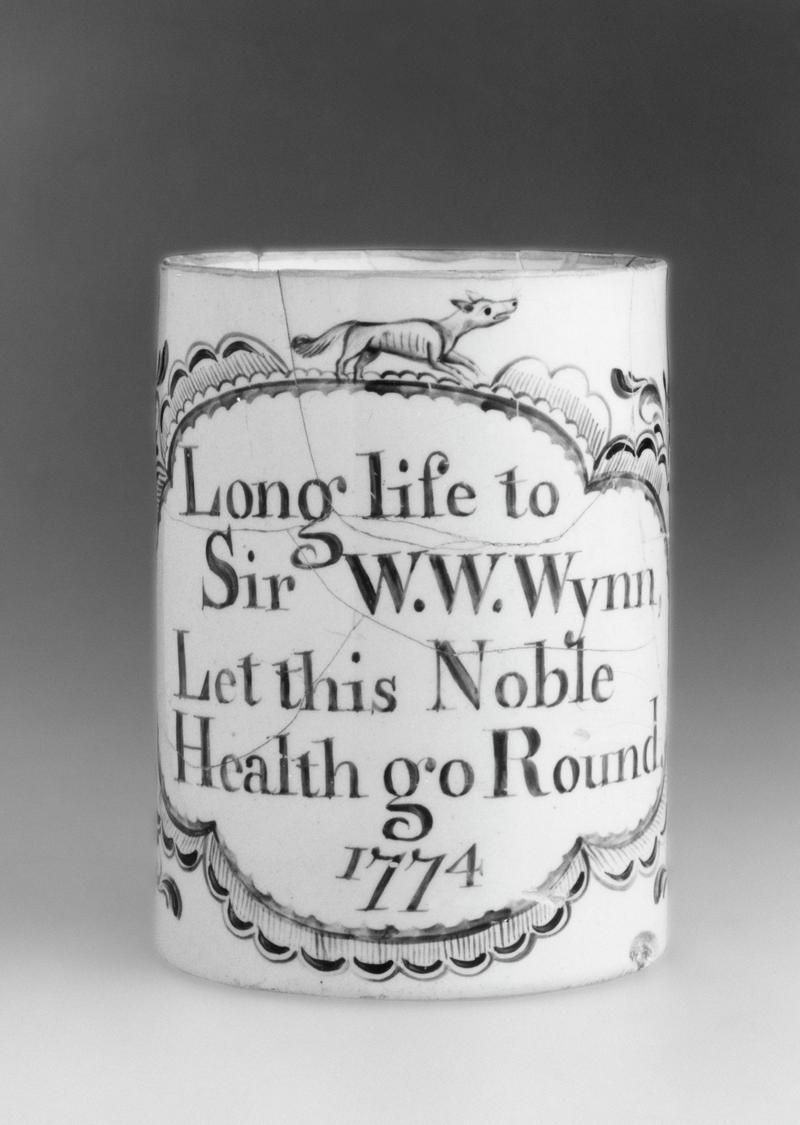 Long life to
Sir W.W.Wynn,
Let this Noble
Health go Round.
1774